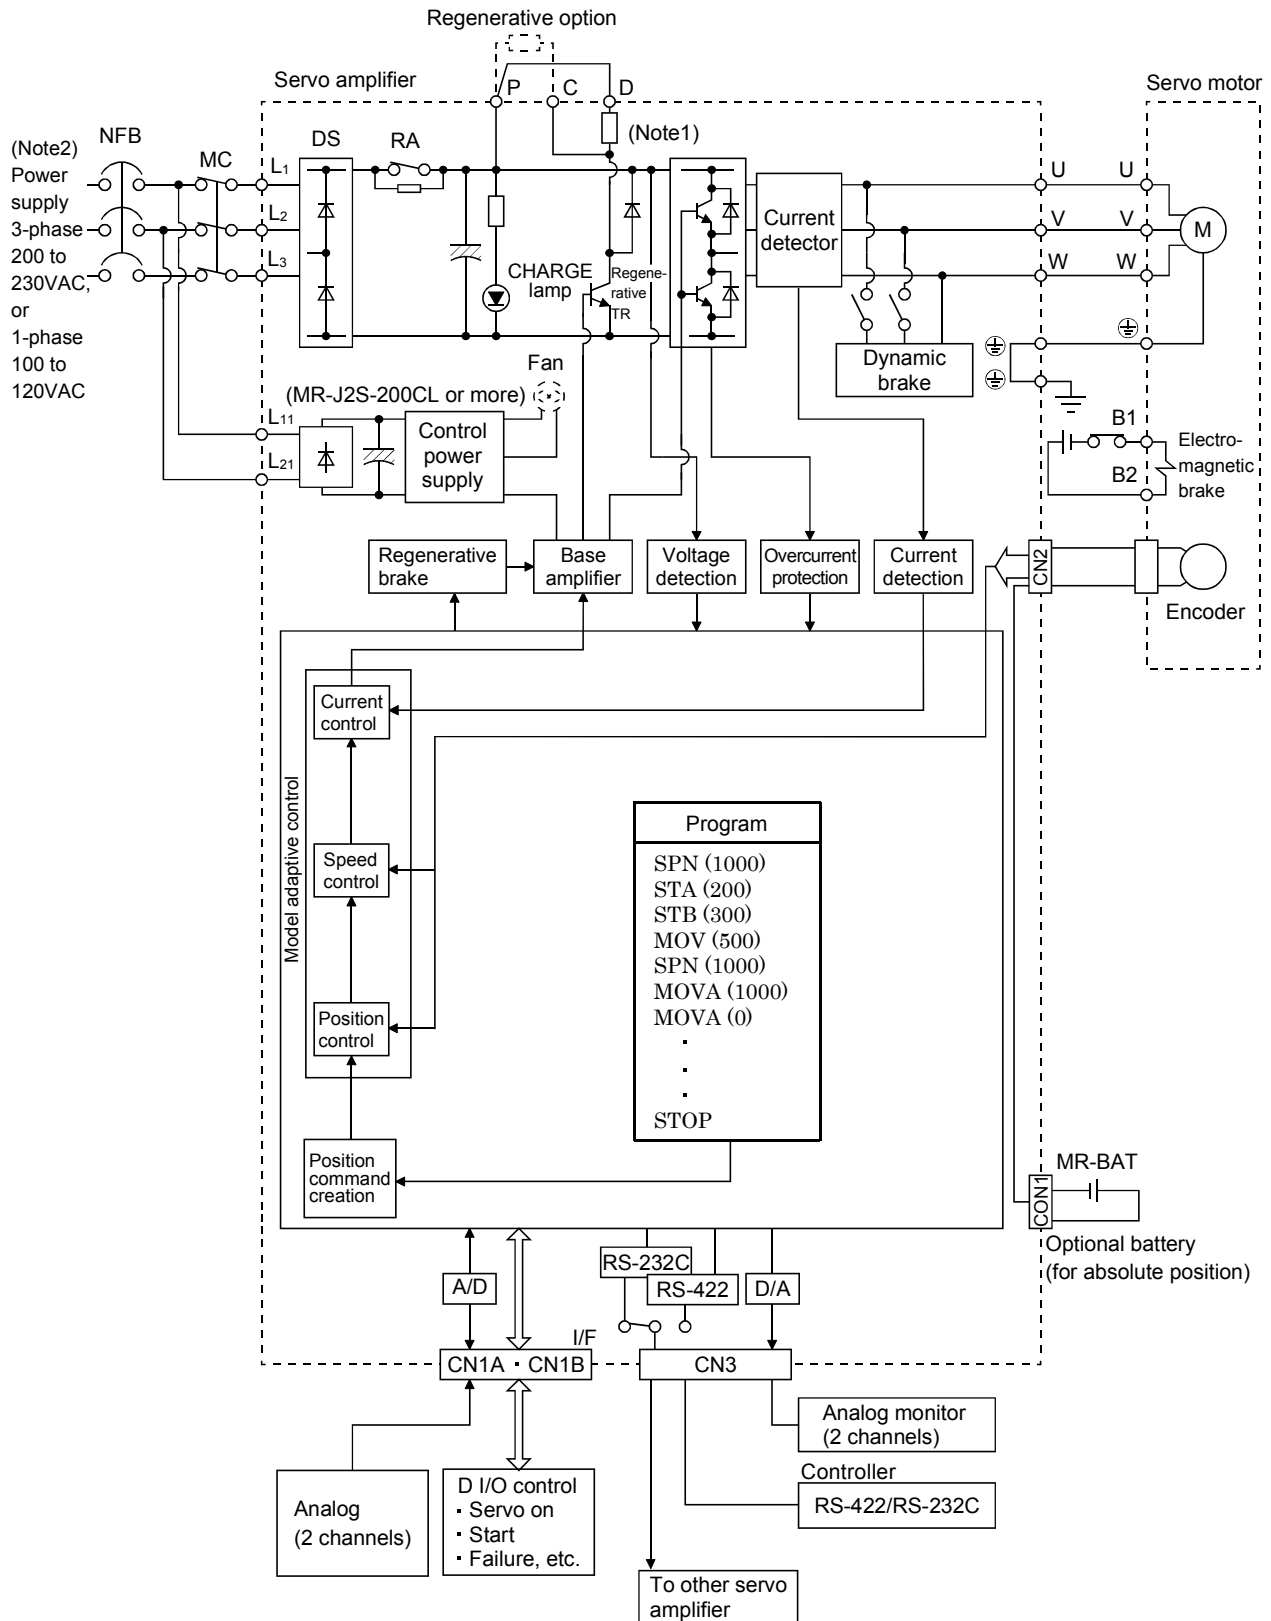 Regenerative option
Servo amplifier
P
C
D
Servo motor
(Note2)
Power
supply
3-phase
200 to
230VAC,
or
1-phase
100 to
120VAC
NFB
MC
L1
L2
L3
DS
RA
(Note1)
CHARGE
lamp
Regene-
rative
TR
Current
detector
U
V
W
U
V
W
M
Dynamic
brake
Fan
(MR-J2S-200CL or more)
L11
L21
Control
power
supply
B1
B2
Electro-
magnetic
brake
Regenerative
brake
Base
amplifier
Voltage
detection
Overcurrent
protection
Current
detection
CN2
Encoder
Model adaptive control
Current
control
Speed
control
Position
control
Position
command
creation
Program
SPN (1000)
STA (200)
STB (300)
MOV (500)
SPN (1000)
MOVA (1000)
MOVA (0)
.
.
.
STOP
MR-BAT
CON1
Optional battery
(for absolute position)
A/D
RS-232C
RS-422
D/A
I/F
CN1A ・ CN1B
CN3
Analog
(2 channels)
D I/O control
・ Servo on
・ Start
・ Failure, etc.
Analog monitor
(2 channels)
Controller
RS-422/RS-232C
To other servo
amplifier